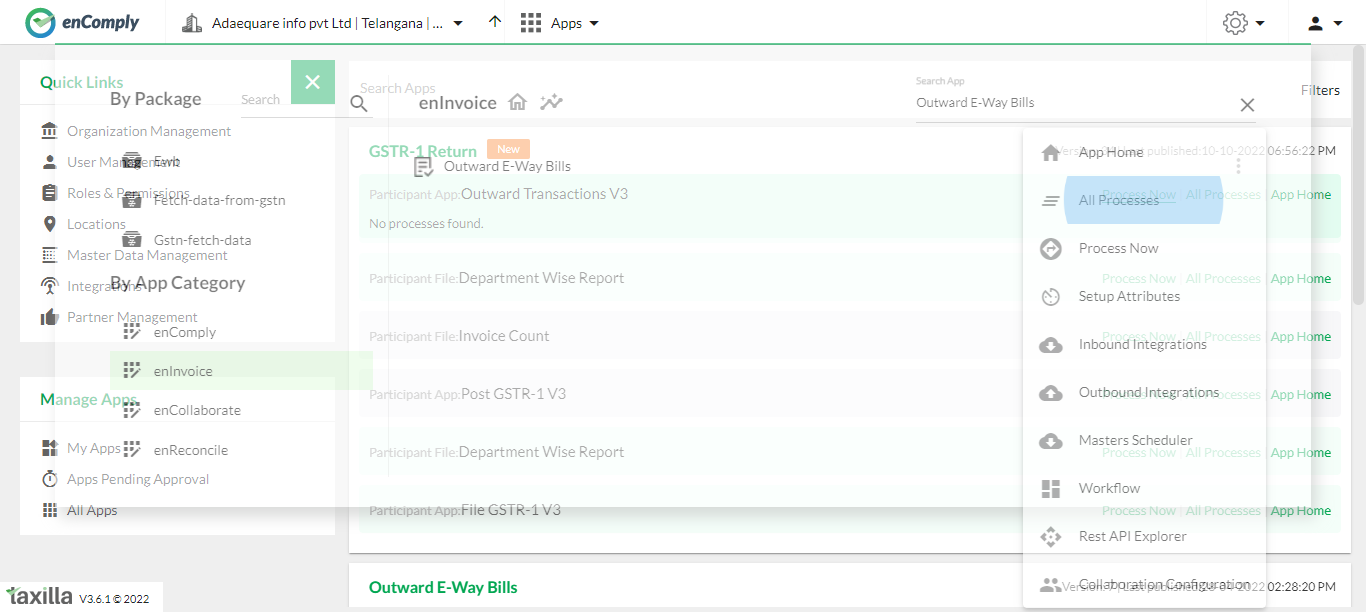 enComply
Adaequare info pvt Ltd | Telangana | ...
Apps
Quick Links
Organization Management
User Management
Roles & Permissions
Locations
Master Data Management
Integrations
Partner Management
Manage Apps
My Apps
Apps Pending Approval
All Apps
By Package
Search
Ewb
Fetch-data-from-gstn
Gstn-fetch-data
By App Category
enComply
enInvoice
enCollaborate
enReconcile
Search Apps
enInvoice
Search App
Outward E-Way Bills
Filters
Outward E-Way Bills
GSTR-1 Return New
Last published:10-10-2022 06:56:22 PM
Participant App:Outward Transactions V3
Process Now | All Processes | App Home
No processes found.
Participant File:Department Wise Report
Process Now | All Processes | App Home
Participant File:Invoice Count
Process Now | All Processes | App Home
Participant App:Post GSTR-1 V3
Process Now | All Processes | App Home
Participant File:Department Wise Report
Process Now | All Processes | App Home
Participant App:File GSTR-1 V3
Process Now | All Processes | App Home
App Home
All Processes
Process Now
Setup Attributes
Inbound Integrations
Outbound Integrations
Masters Scheduler
Workflow
Rest API Explorer
Collaboration Configuration
Outward E-Way Bills
Last published:28-04-2022 02:28:20 PM
taxilla V3.6.1 © 2022